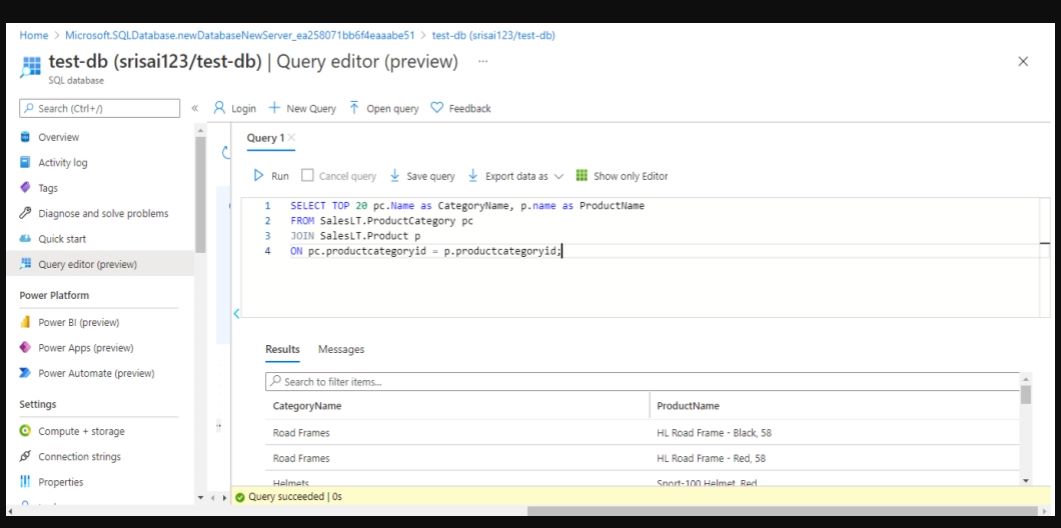 Home > Microsoft.SQLDatabase.newDatabaseNewServer_ea258071bb6f4eaaabe51 > test-db (srisai123/test-db)
test-db (srisai123/test-db) | Query editor (preview) ...
SQL database
Search (Ctrl+/)
«
Login
New Query
Open query
Feedback
Overview
Activity log
Tags
Diagnose and solve problems
Quick start
Query editor (preview)
Power Platform
Power BI (preview)
Power Apps (preview)
Power Automate (preview)
Settings
Compute + storage
Connection strings
Properties
Query 1
Run
Cancel query
Save query
Export data as
Show only Editor
1 SELECT TOP 20 pc.Name as CategoryName, p.name as ProductName
2 FROM SalesLT.ProductCategory pc
3 JOIN SalesLT.Product p
4 ON pc.productcategoryid = p.productcategoryid;
Results Messages
Search to filter items...
CategoryName ProductName
Road Frames HL Road Frame - Black, 58
Road Frames HL Road Frame - Red, 58
Helmets Sport-100 Helmet, Red
Query succeeded | 0s